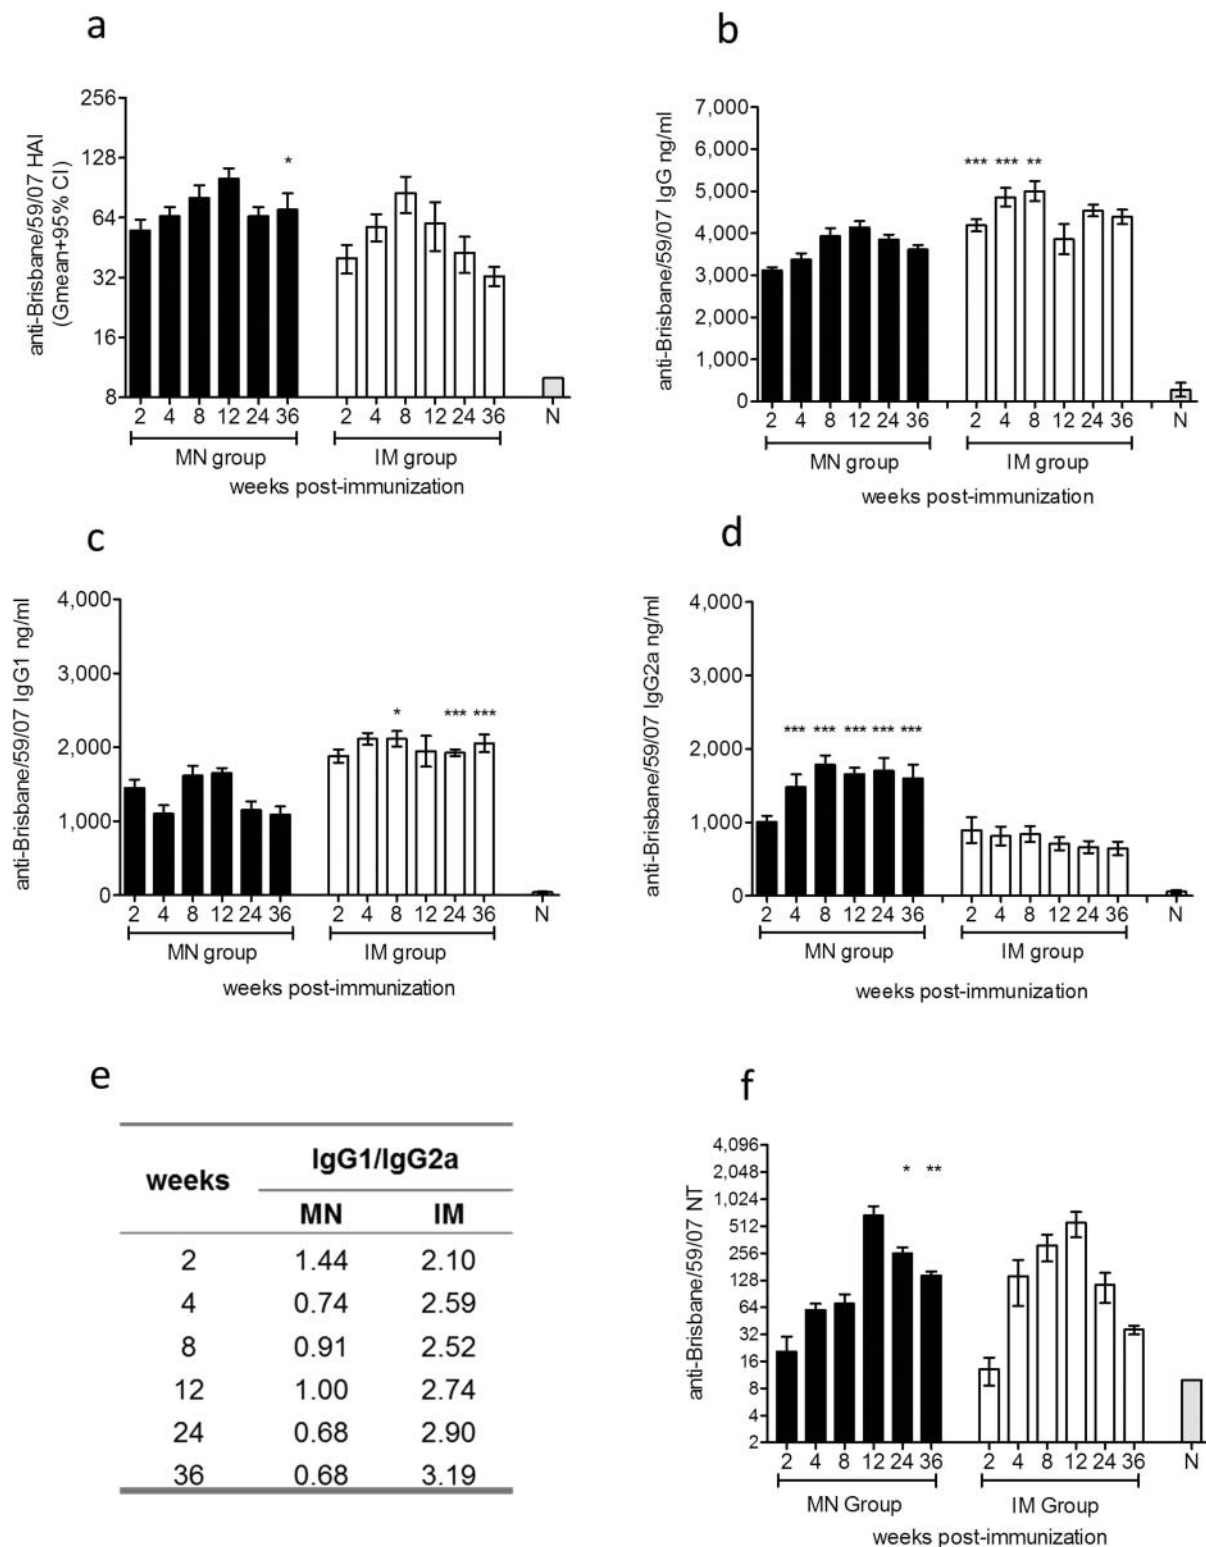 a
anti-Brisbane/59/07 HAI
(Gmean+95% CI)
256
128
64
32
16
8
*
2 4 8 12 24 36 2 4 8 12 24 36 N
MN group IM group
weeks post-immunization
b
anti-Brisbane/59/07 IgG ng/ml
7,000
6,000
5,000
4,000
3,000
2,000
1,000
0
*** *** **
2 4 8 12 24 36 2 4 8 12 24 36 N
MN group IM group
weeks post-immunization
c
anti-Brisbane/59/07 IgG1 ng/ml
4,000
3,000
2,000
1,000
0
* *** ***
2 4 8 12 24 36 2 4 8 12 24 36 N
MN group IM group
weeks post-immunization
d
anti-Brisbane/59/07 IgG2a ng/ml
4,000
3,000
2,000
1,000
0
*** *** *** *** ***
2 4 8 12 24 36 2 4 8 12 24 36 N
MN group IM group
weeks post-immunization
e
weeks IgG1/IgG2a
MN IM
2 1.44 2.10
4 0.74 2.59
8 0.91 2.52
12 1.00 2.74
24 0.68 2.90
36 0.68 3.19
f
anti-Brisbane/59/07 NT
4,096
2,048
1,024
512
256
128
64
32
16
8
4
2
* **
2 4 8 12 24 36 2 4 8 12 24 36 N
MN Group IM Group
weeks post-immunization